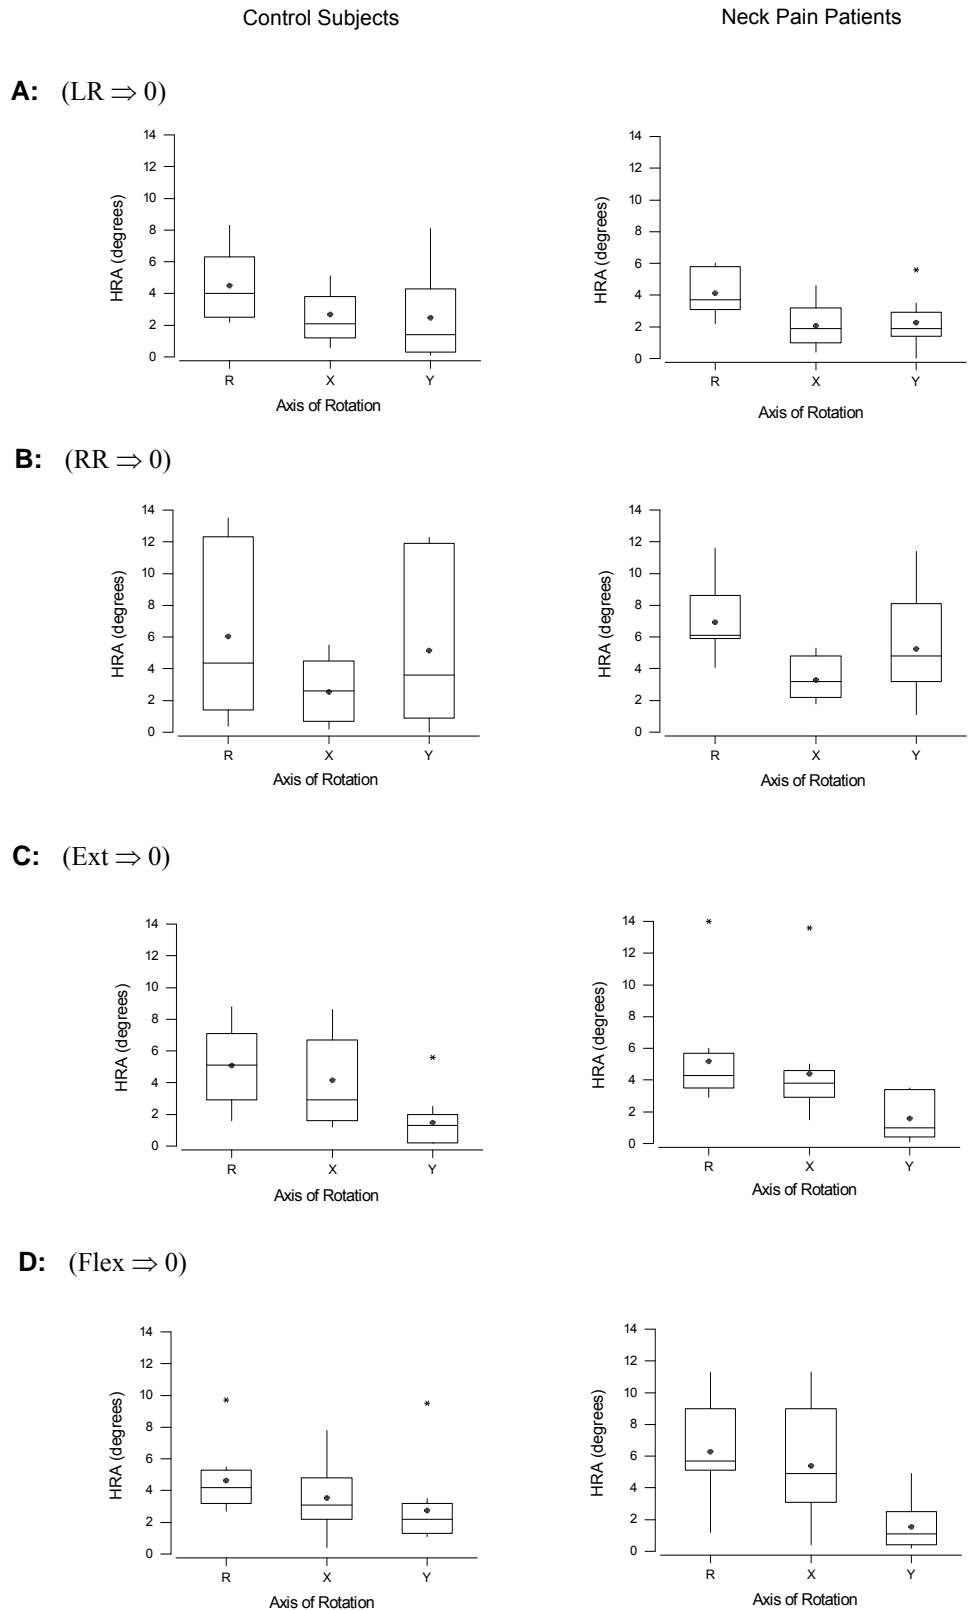 Control Subjects
Neck Pain Patients
A: (LR ⇒ 0)
14
12
10
8
6
4
2
0
HRA (degrees)
R X Y
Axis of Rotation
14
12
10
8
6
4
2
0
HRA (degrees)
R X Y
Axis of Rotation
B: (RR ⇒ 0)
14
12
10
8
6
4
2
0
HRA (degrees)
R X Y
Axis of Rotation
14
12
10
8
6
4
2
0
HRA (degrees)
R X Y
Axis of Rotation
C: (Ext ⇒ 0)
14
12
10
8
6
4
2
0
HRA (degrees)
R X Y
Axis of Rotation
14
12
10
8
6
4
2
0
HRA (degrees)
R X Y
Axis of Rotation
D: (Flex ⇒ 0)
14
12
10
8
6
4
2
0
HRA (degrees)
R X Y
Axis of Rotation
14
12
10
8
6
4
2
0
HRA (degrees)
R X Y
Axis of Rotation